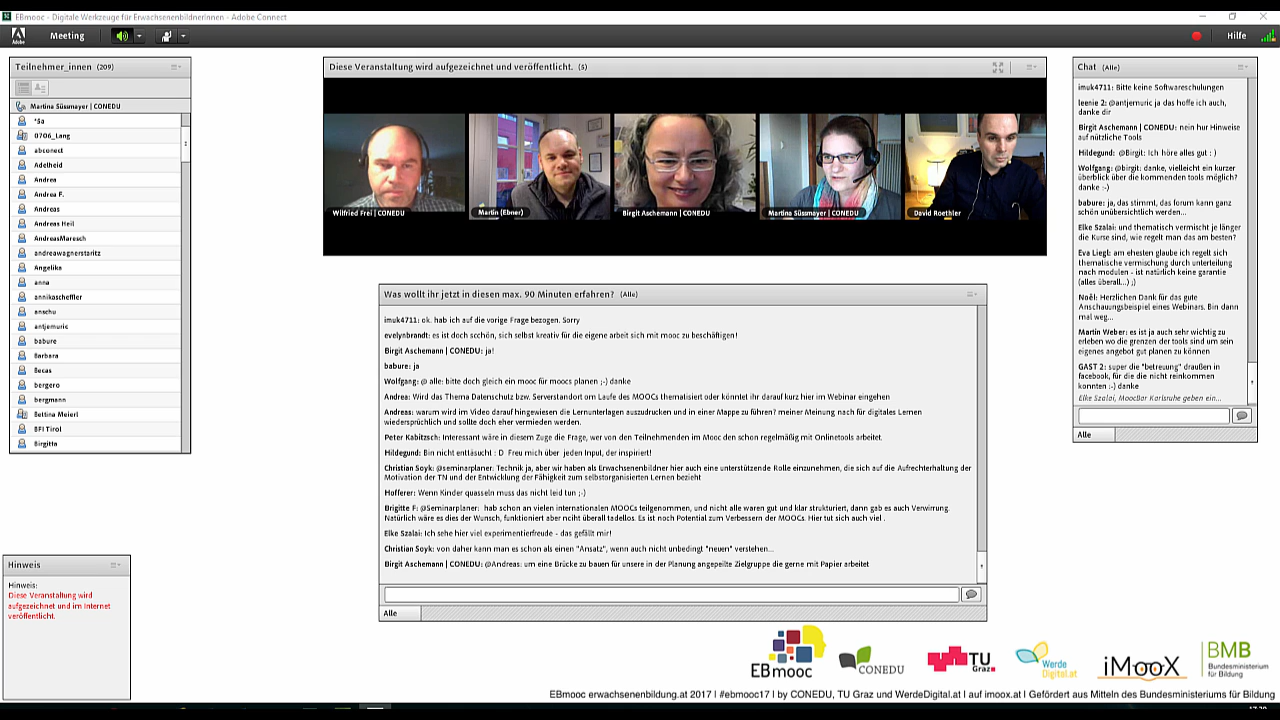 EBmooc - Digitale Werkzeuge für ErwachsenenbildnerInnen - Adobe Connect
Adobe
Meeting
Hilfe
Teilnehmer_innen (209)
Martina Süssmayer | CONEDU
*Sa
0706_Lang
abconect
Adelheid
Andrea
Andrea F.
Andreas
Andreas Heil
AndreasMaresch
andreawagnerstaritz
Angelika
anna
annikascheffler
anschu
antjemuric
babure
Barbara
Becas
bergero
bergmann
Bettina Meierl
BFI Tirol
Birgitta
Diese Veranstaltung wird aufgezeichnet und veröffentlicht. (5)
Wilfried Frei | CONEDU
Martin (Ebner)
Birgit Aschemann | CONEDU
Martina Süssmayer | CONEDU
David Roethler
Was wollt ihr jetzt in diesen max. 90 Minuten erfahren? (Alle)
imuk4711: ok. hab ich auf die vorige Frage bezogen. Sorry
evelynbrandt: es ist doch scchön, sich selbst kreativ für die eigene arbeit sich mit mooc zu beschäftigen!
Birgit Aschemann | CONEDU: ja!
babure: ja
Wolfgang: @ alle: bitte doch gleich ein mooc für moocs planen ;-) danke
Andrea: Wird das Thema Datenschutz bzw. Serverstandort om Laufe des MOOCs thematisiert oder könntet ihr darauf kurz hier im Webinar eingehen
Andreas: warum wird im Video darauf hingewiesen die Lernunterlagen auszudrucken und in einer Mappe zu führen? meiner Meinung nach für digitales Lernen
wiedersprüchlich und sollte doch eher vermieden werden.
Peter Kabitzsch: Interessant wäre in diesem Zuge die Frage, wer von den Teilnehmenden im Mooc den schon regelmäßig mit Onlinetools arbeitet.
Hildegund: Bin nicht enttäsucht : D Freu mich über jeden Input, der inspiriert!
Christian Soyk: @seminarplaner: Technik ja, aber wir haben als Erwachsenenbildner hier auch eine unterstützende Rolle einzunehmen, die sich auf die Aufrechterhaltung der
Motivation der TN und der Entwicklung der Fähigkeit zum selbstorganisierten Lernen bezieht
Hofferer: Wenn Kinder quasseln muss das nicht leid tun ;-)
Brigitte F: @Seminarplaner: hab schon an vielen internationalen MOOCs teilgenommen, und nicht alle waren gut und klar strukturiert, dann gab es auch Verwirrung.
Natürlich wäre es dies der Wunsch, funktioniert aber nciht überall tadellos. Es ist noch Potential zum Verbessern der MOOCs. Hier tut sich auch viel .
Elke Szalai: Ich sehe hier viel experimentierfreude - das gefällt mir!
Christian Soyk: von daher kann man es schon als einen "Ansatz", wenn auch nicht unbedingt "neuen" verstehen...
Birgit Aschemann | CONEDU: @Andreas: um eine Brücke zu bauen für unsere in der Planung angepeilte Zielgruppe die gerne mit Papier arbeitet
Alle
Chat (Alle)
imuk4711: Bitte keine Softwareschulungen
leenie 2: @antjemuric ja das hoffe ich auch,
danke dir
Birgit Aschemann | CONEDU: nein hur Hinweise
auf nützliche Tools
Hildegund: @Birgit: Ich höre alles gut : )
Wolfgang: @birgit: danke, vielleicht ein kurzer
überblick über die kommenden tools möglich?
danke :-)
babure: ja, das stimmt, das forum kann ganz
schön unübersichtlich werden...
Elke Szalai: und thematisch vermischt je länger
die Kurse sind, wie regelt man das am besten?
Eva Liegl: am ehesten glaube ich regelt sich
thematische vermischung durch unterteilung
nach modulen - ist natürlich keine garantie
(alles überall...) ;)
Noël: Herzlichen Dank für das gute
Anschauungsbeispiel eines Webinars. Bin dann
mal weg...
Martin Weber: es ist ja auch sehr wichtig zu
erleben wo die grenzen der tools sind um sein
eigenes angebot gut planen zu können
GAST 2: super die "betreuung" draußen in
facebook, für die die nicht reinkommen
konnten :-) danke
Elke Szalai, MoocBar Karlsruhe geben ein...
Alle
Hinweis
Hinweis:
Diese Veranstaltung wird
aufgezeichnet und im Internet
veröffentlicht.
EBmooc
CONEDU
TU
Graz
Werde
Digital.at
iMooX
BMB
Bundesministerium
für Bildung
EBmooc erwachsenenbildung.at 2017 I #ebmooc17 I by CONEDU, TU Graz und WerdeDigital.at I auf imoox.at I Gefördert aus Mitteln des Bundesministeriums für Bildung